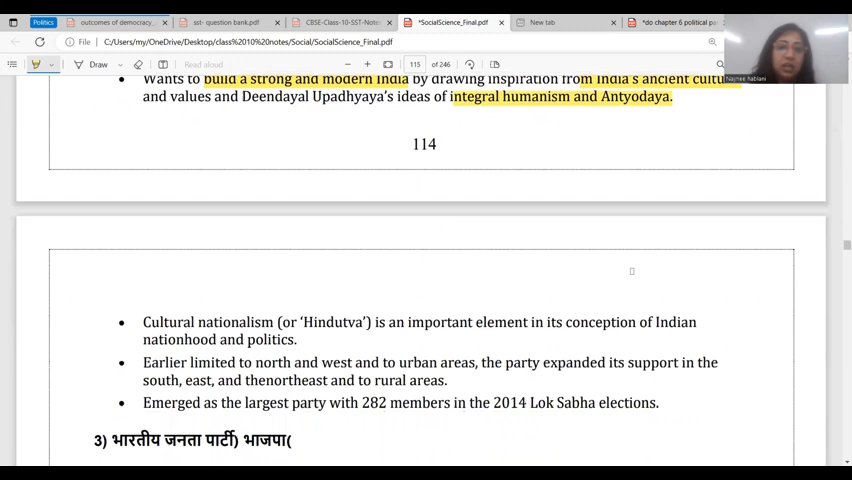 Politics
outcomes of democracy
sst- question bank.pdf
CBSE-Class-10-SST-Notes
*SocialScience_Final.pdf
New tab
*do chapter 6 political pa
File
C:/Users/my/OneDrive/Desktop/class%2010%20notes/Social/SocialScience_Final.pdf
Draw
Read aloud
115 of 246
Naynee Nablani
Wants to build a strong and modern India by drawing inspiration from India's ancient
and values and Deendayal Upadhyaya's ideas of integral humanism and Antyodaya.
114
• Cultural nationalism (or 'Hindutva') is an important element in its conception of Indian
nationhood and politics.
• Earlier limited to north and west and to urban areas, the party expanded its support in the
south, east, and thenortheast and to rural areas.
• Emerged as the largest party with 282 members in the 2014 Lok Sabha elections.
3) भारतीय जनता पार्टी) भाजपा(